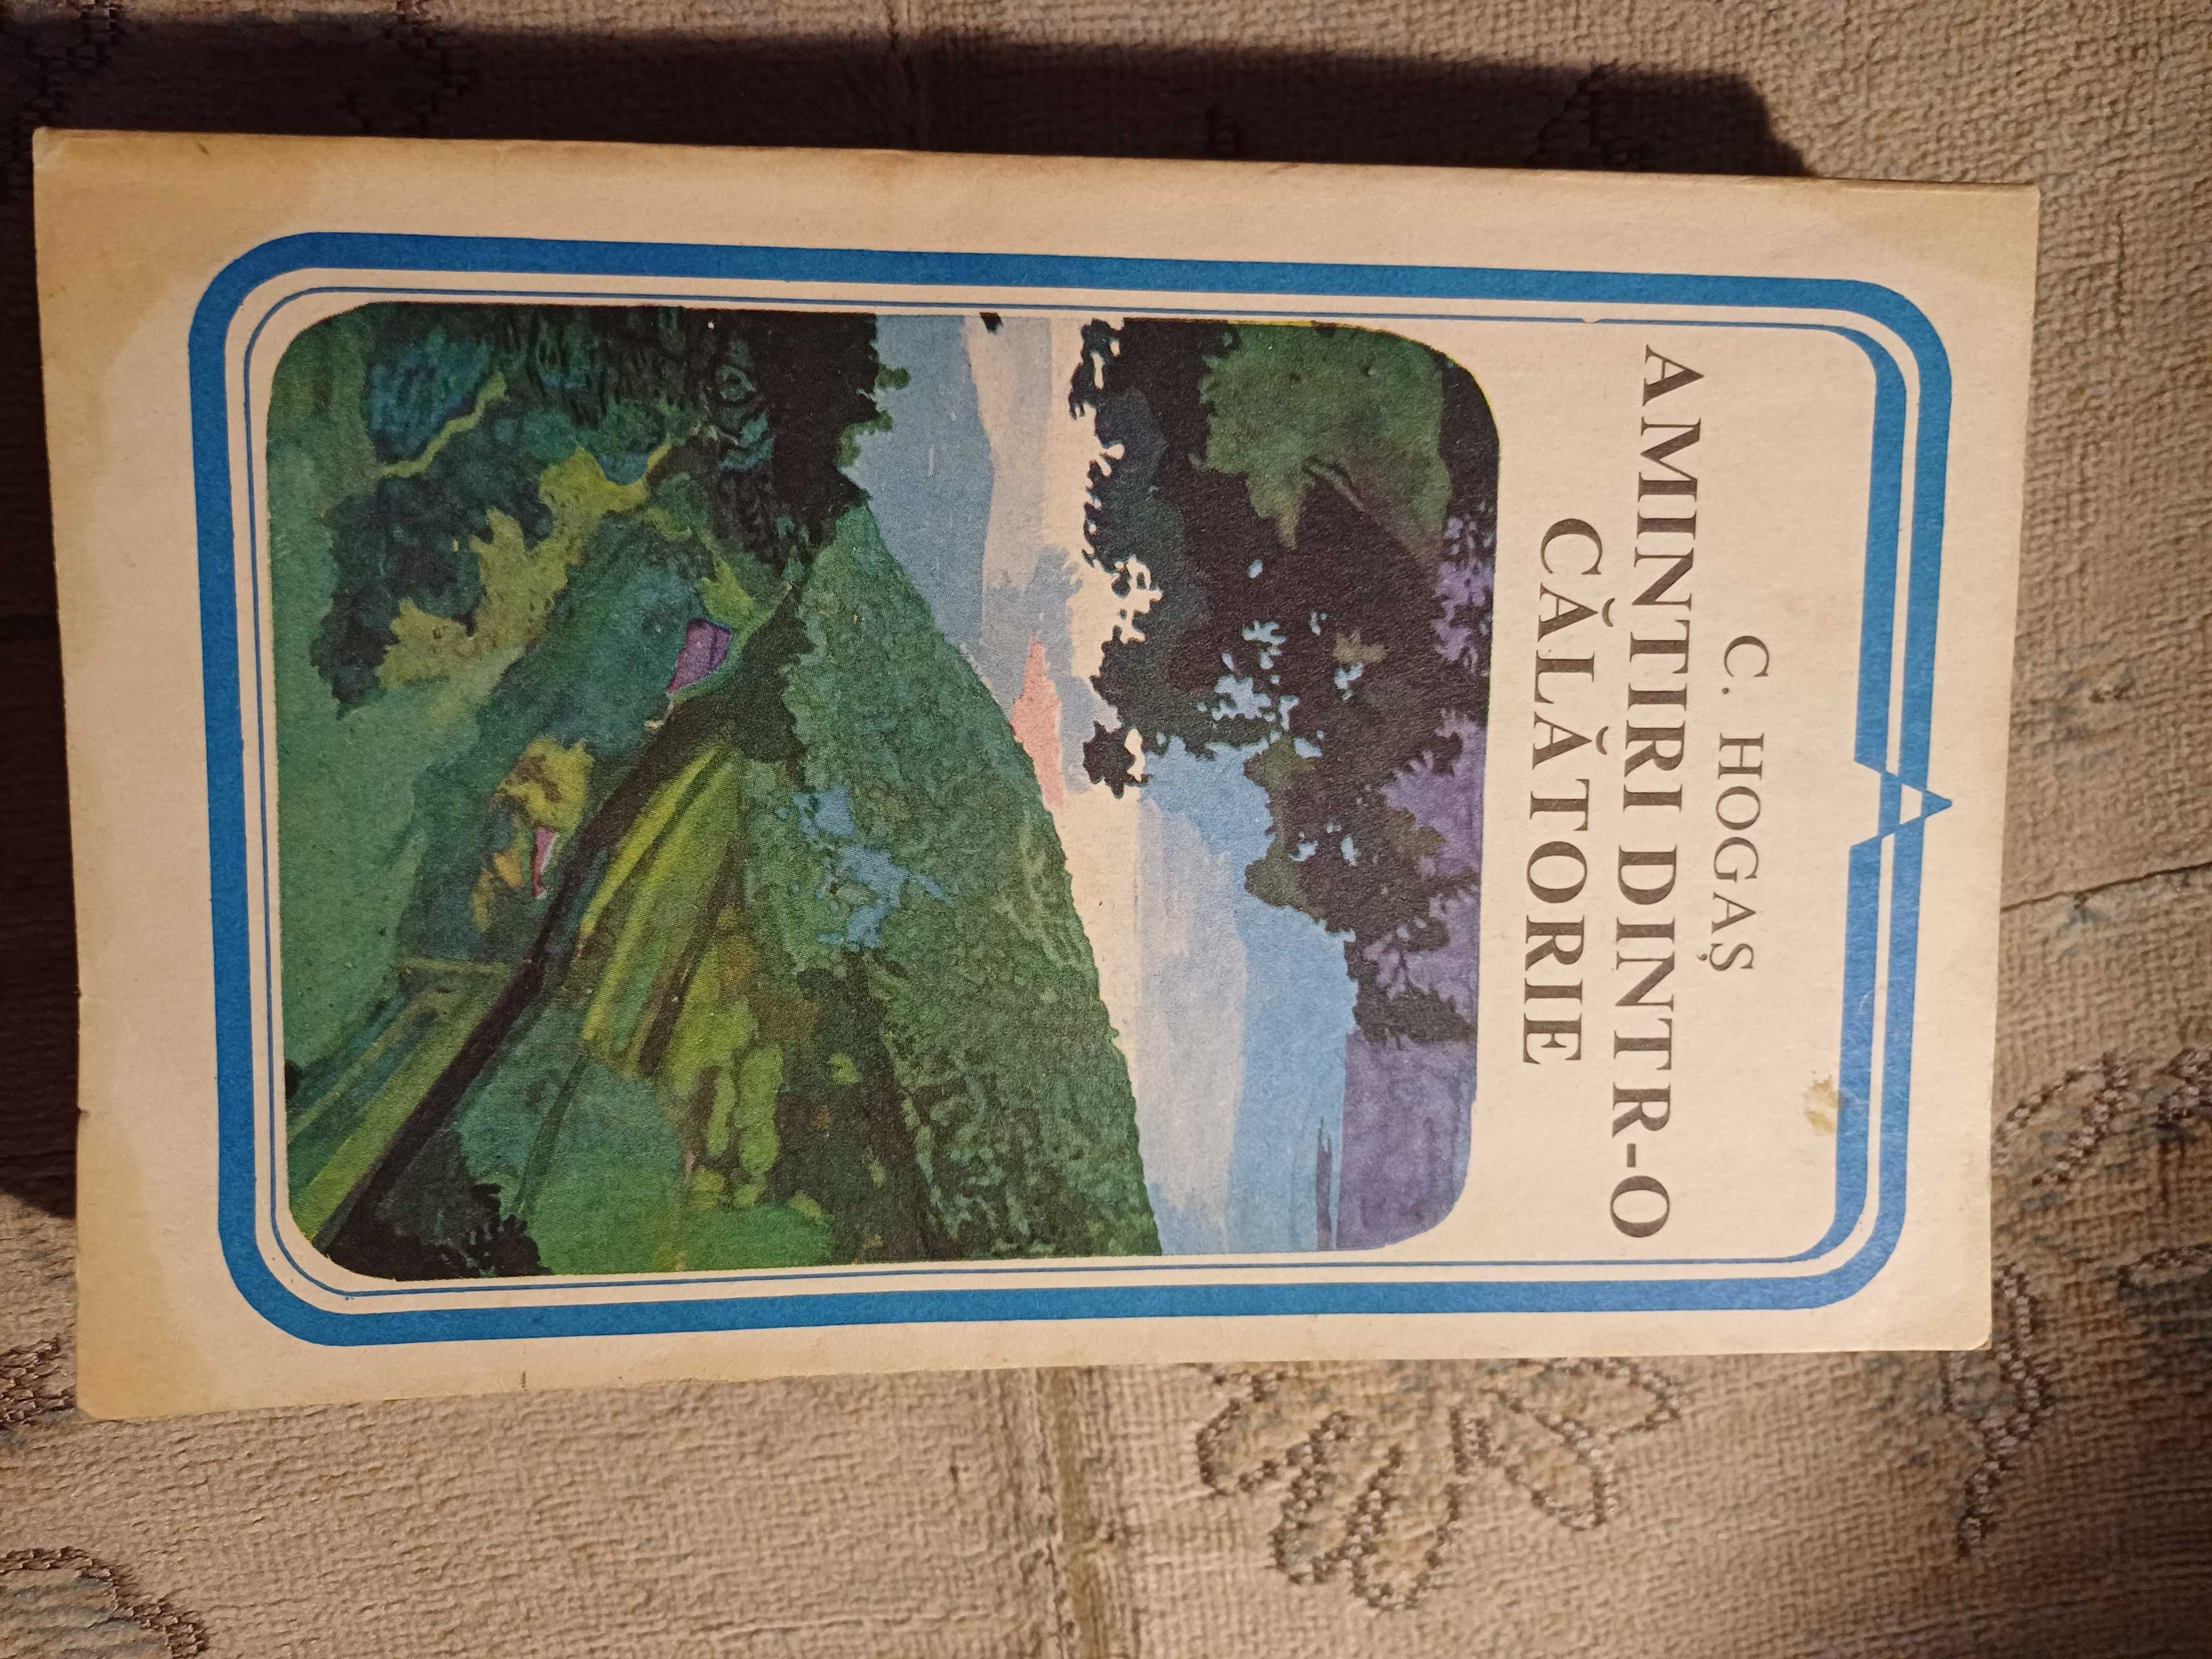 C. HOGAȘ
AMINTIRI DINTR-O
CĂLĂTORIE